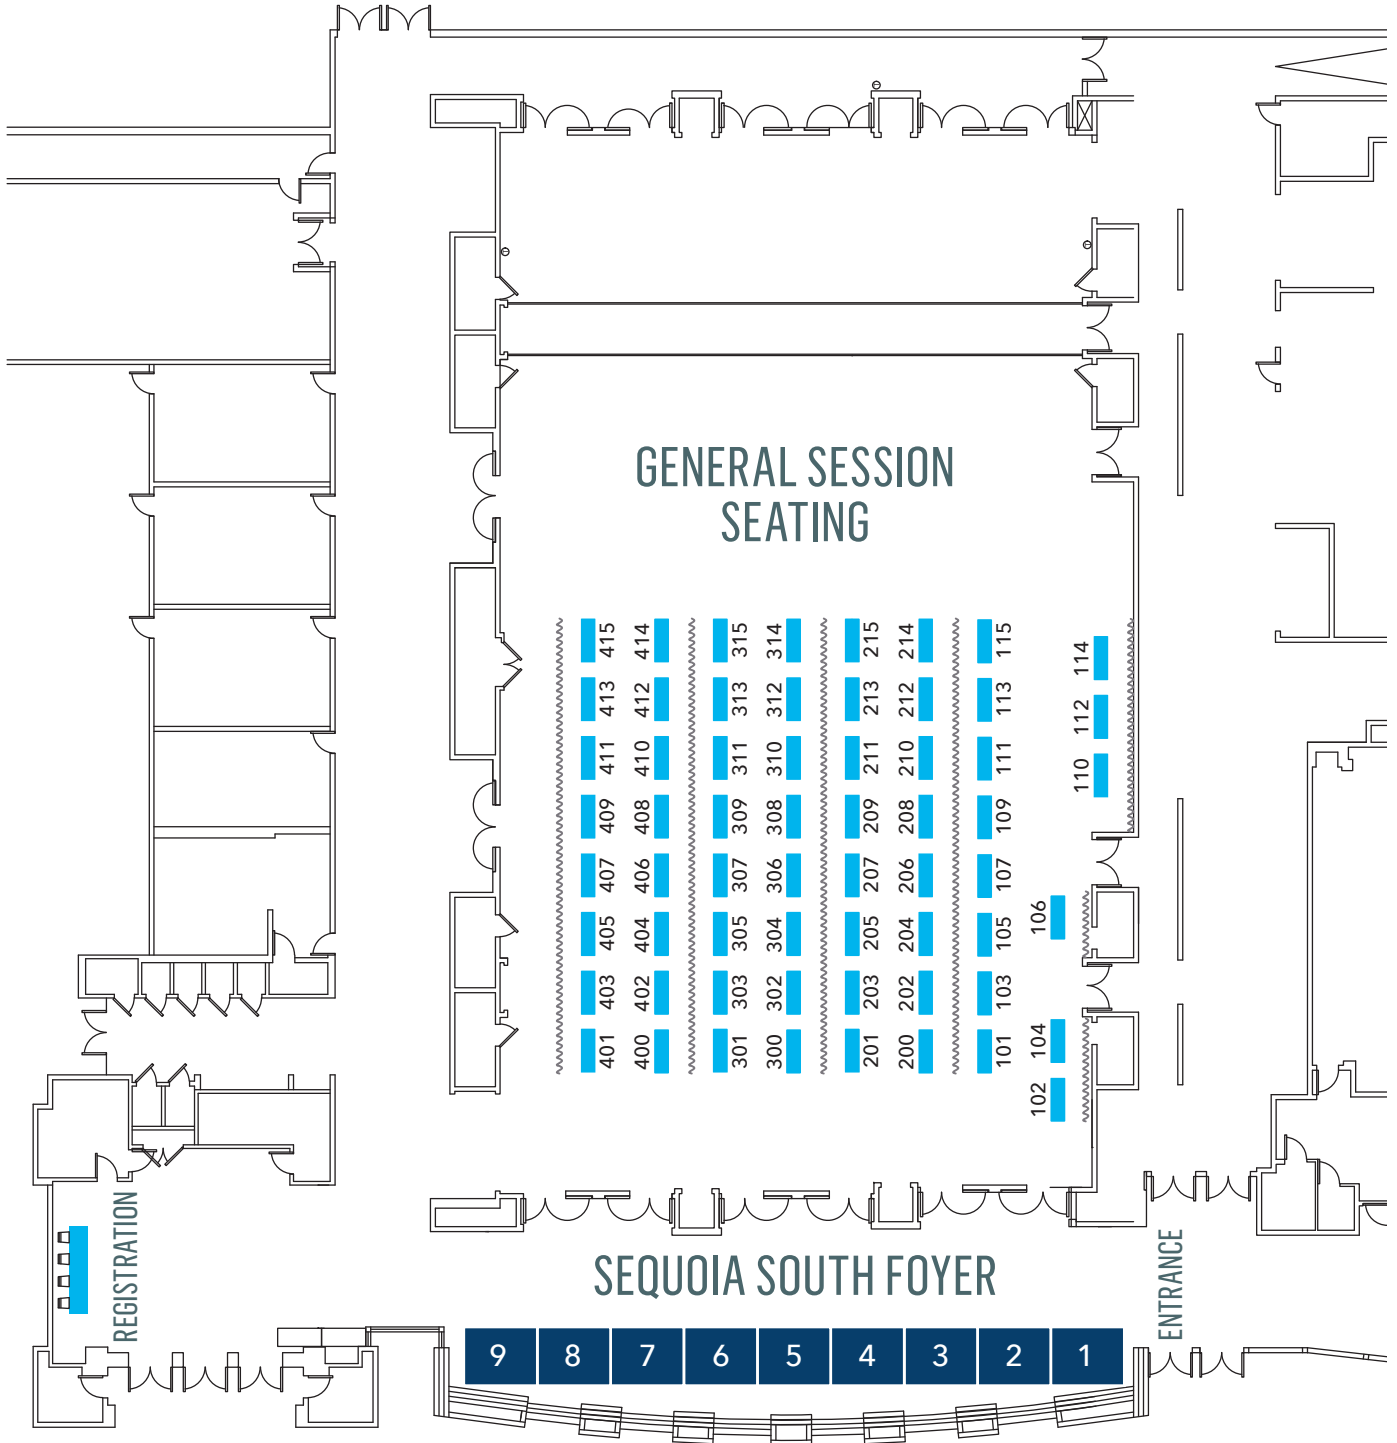 GENERAL SESSION
SEATING
415 414 315 314 215 214 115
114
413 412 313 312 213 212 113
112
411 410 311 310 211 210 111
110
409 408 309 308 209 208 109
407 406 307 306 207 206 107
106
405 404 305 304 205 204 105
403 402 303 302 203 202 103
104
401 400 301 300 201 200 101
102
REGISTRATION
SEQUOIA SOUTH FOYER
ENTRANCE
9 8 7 6 5 4 3 2 1